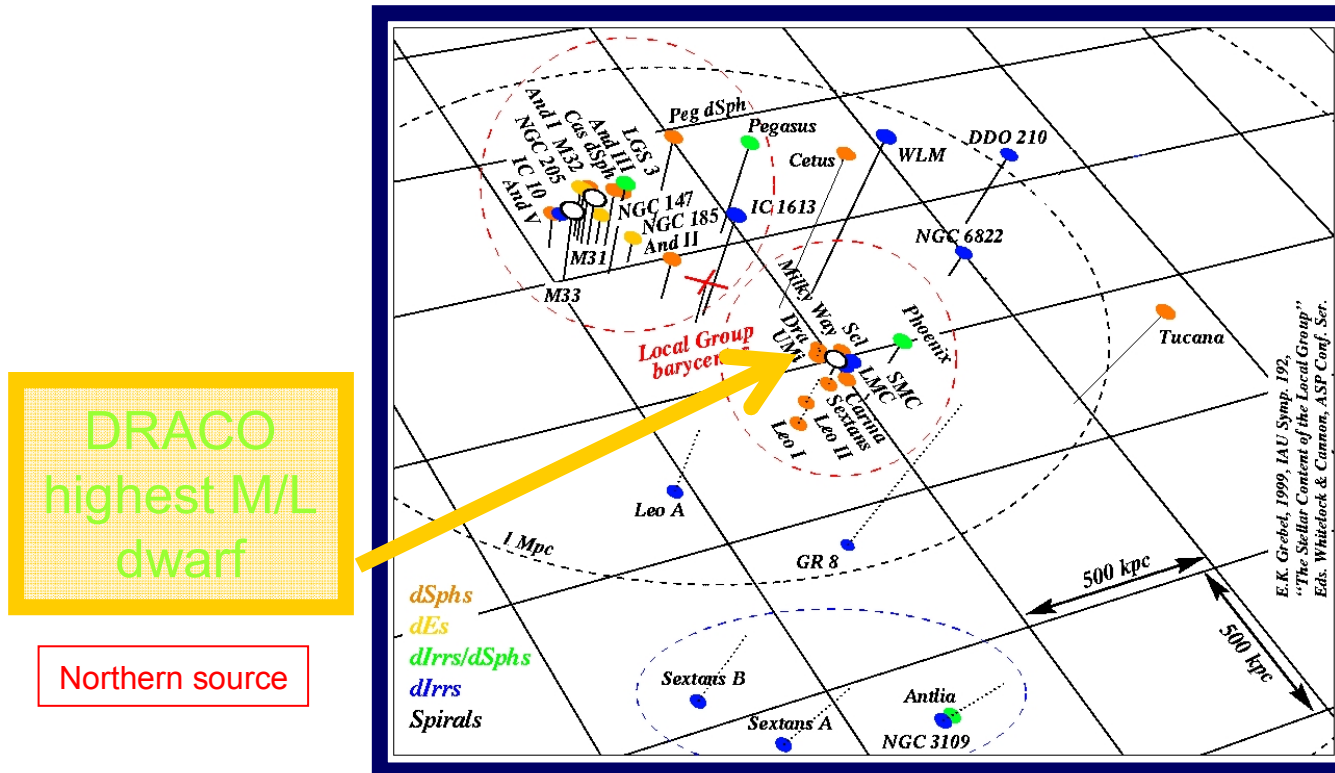 DRACO
highest M/L
dwarf
Northern source
And I
M32
Cas dSph
And III
LGS 3
NGC 205
IC 10
And V
NGC 147
NGC 185
And II
M31
M33
Peg dSph
Pegasus
Cetus
WLM
DDO 210
IC 1613
NGC 6822
Tucana
Local Group
Milky Way
Dra
UMi
Scl
Phoenix
SMC
LMC
Carina
Sextans
Leo II
Leo I
Leo A
1 Mpc
GR 8
500 kpc
500 kpc
dSphs
dEs
dIrrs/dSphs
dIrrs
Spirals
Sextans B
Sextans A
Antlia
NGC 3109
E.K. Grebel, 1999, IAU Symp. 192,
"The Stellar Content of the Local Group"
Eds. Whitelock & Cannon, ASP Conf. Ser.